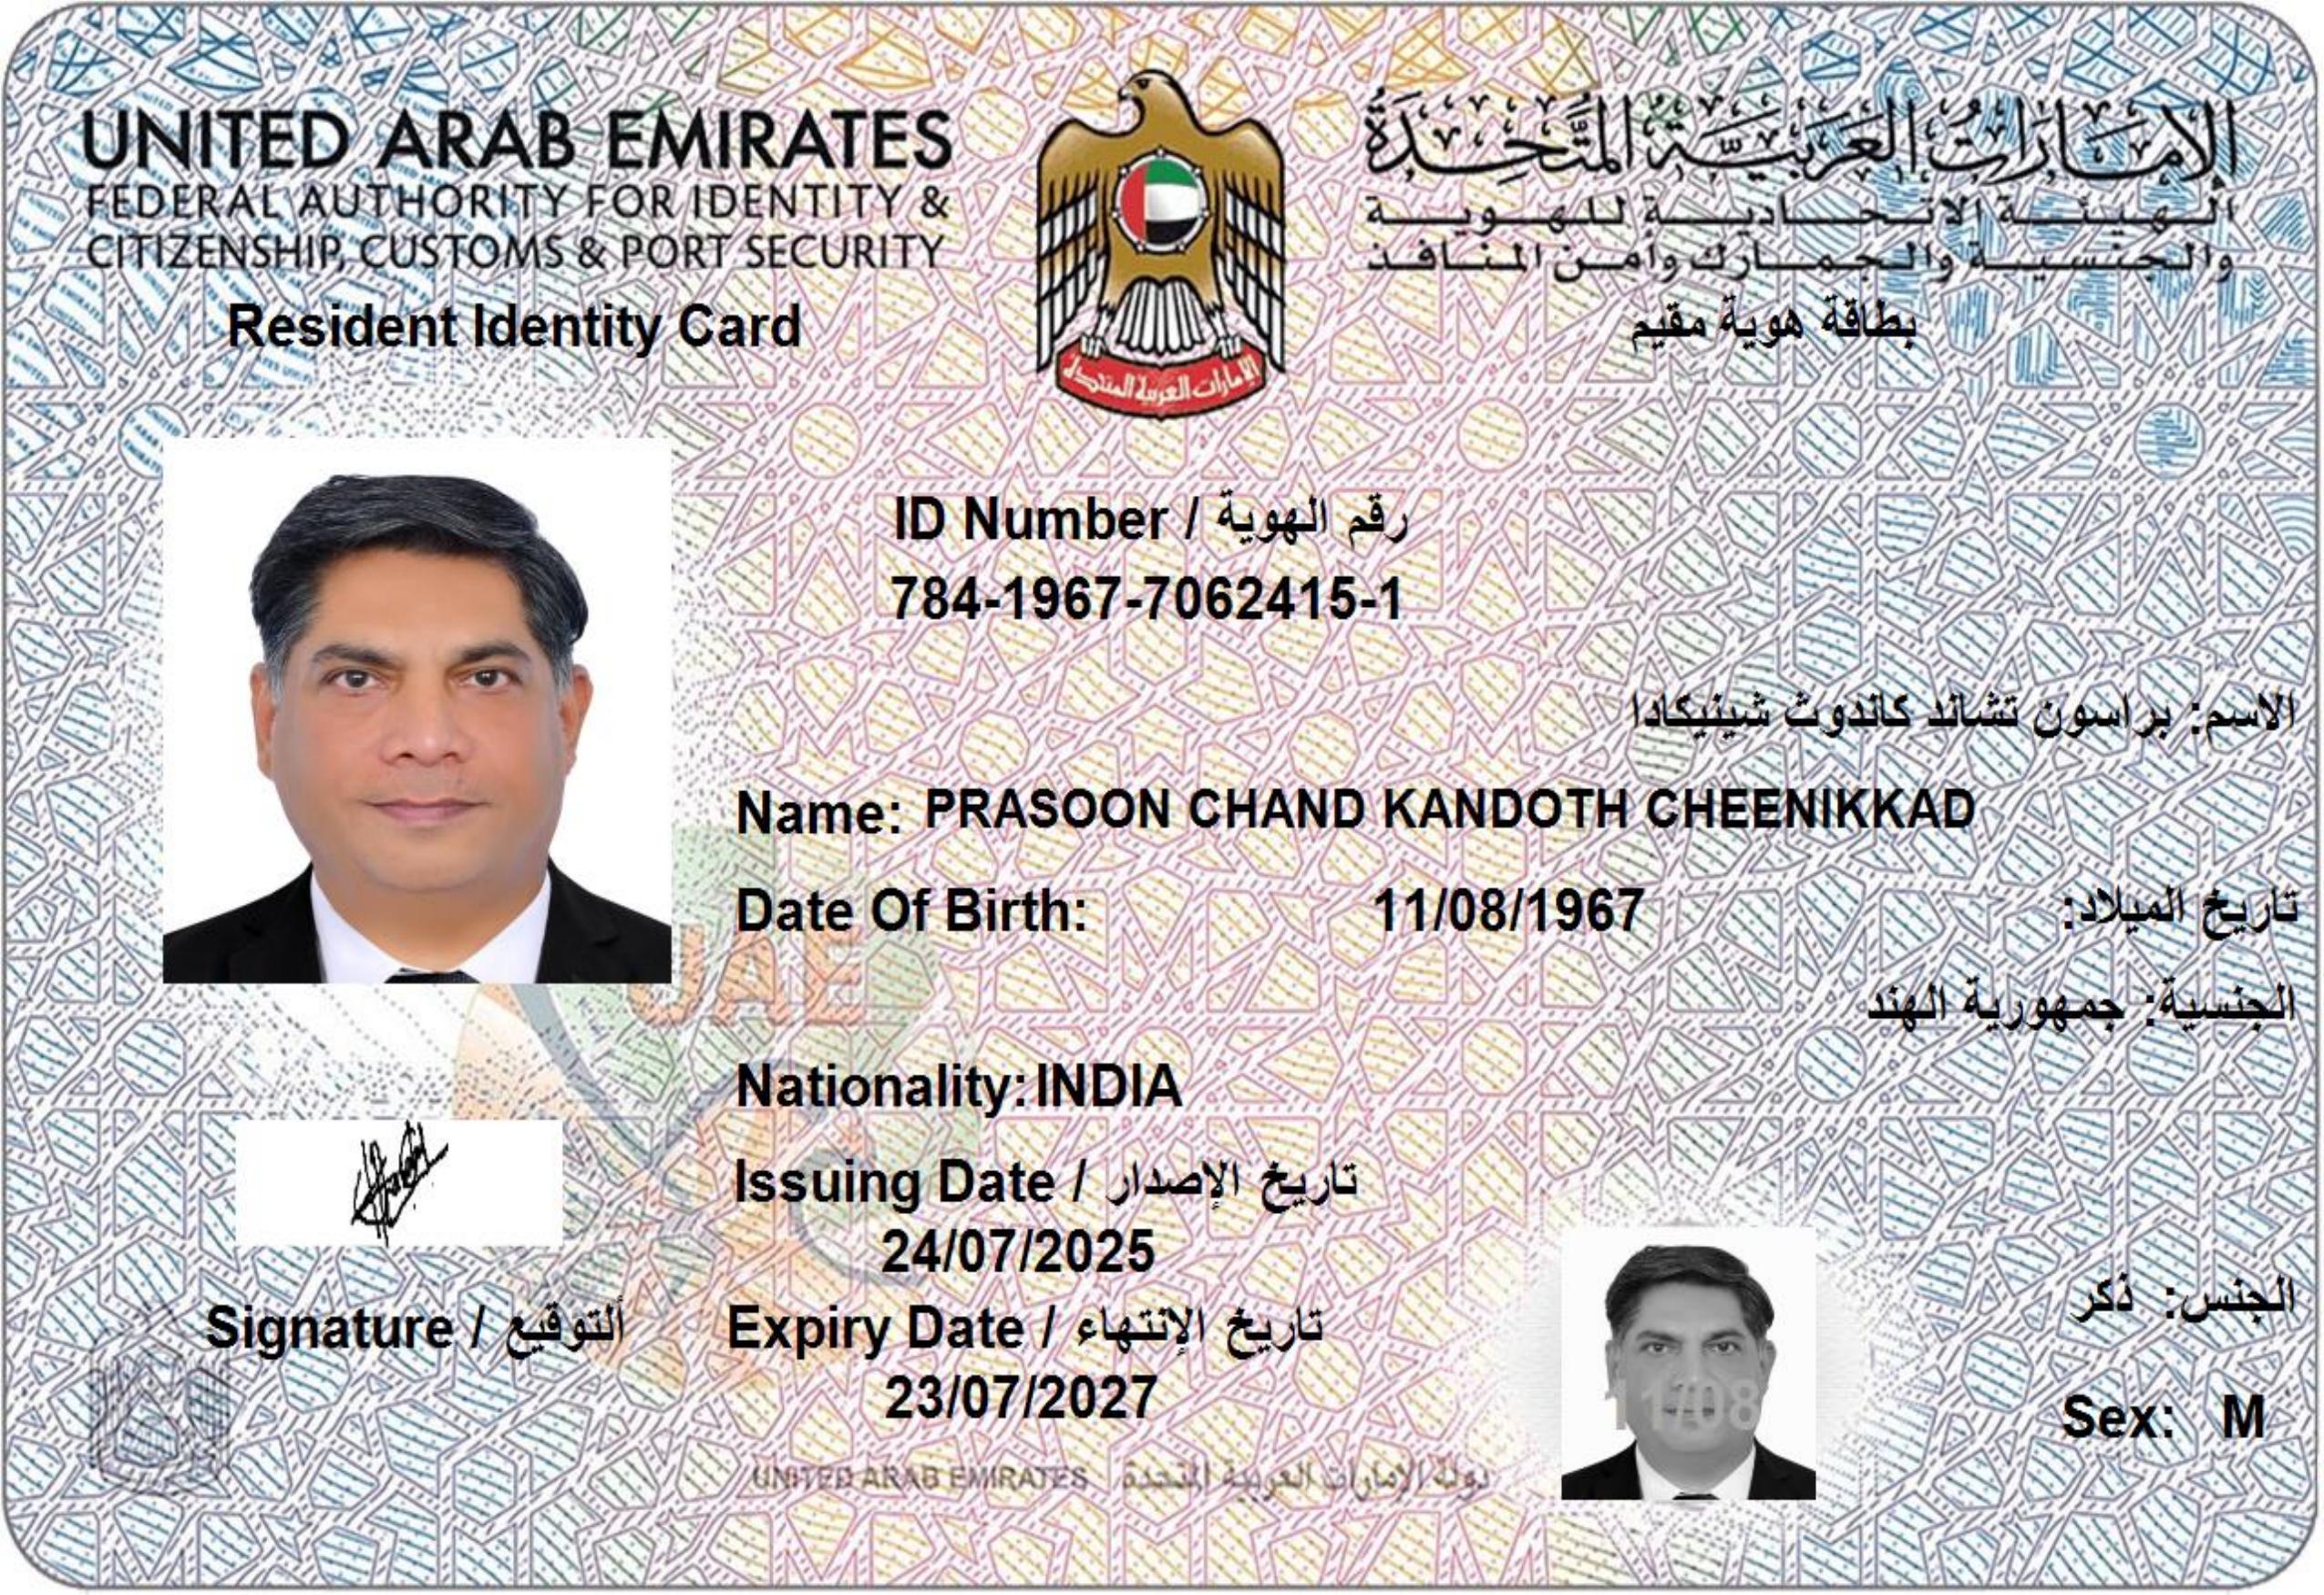 UNITED ARAB EMIRATES
FEDERAL AUTHORITY FOR IDENTITY &
CITIZENSHIP, CUSTOMS & PORT SECURITY
Resident Identity Card
الإمارات العربية المتحدة
الإمارات العربية المتحدة
الهيئة الاتحادية للهوية
والجنسية والجمارك وأمن المنافذ
بطاقة هوية مقيم
ID Number / رقم الهوية
784-1967-7062415-1
الاسم: براسون تشاند كاندوث شينيكادا
Name: PRASOON CHAND KANDOTH CHEENIKKAD
Date Of Birth: 11/08/1967 تاريخ الميلاد:
الجنسية: جمهورية الهند
UAE
Nationality: INDIA
Issuing Date / تاريخ الإصدار
24/07/2025
Signature / ألتوقيع
Expiry Date / تاريخ الإنتهاء
23/07/2027
الجنس: ذكر
Sex: M
11/08
UNITED ARAB EMIRATES دولة الإمارات العربية المتحدة